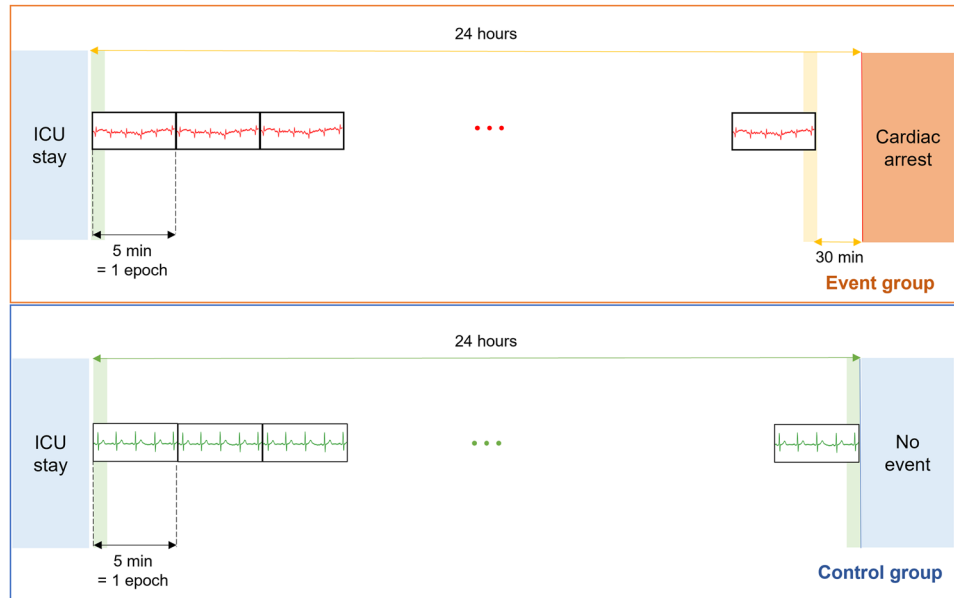 24 hours
ICU
stay
Cardiac
arrest
5 min
= 1 epoch
30 min
Event group
24 hours
ICU
stay
No
event
5 min
= 1 epoch
Control group